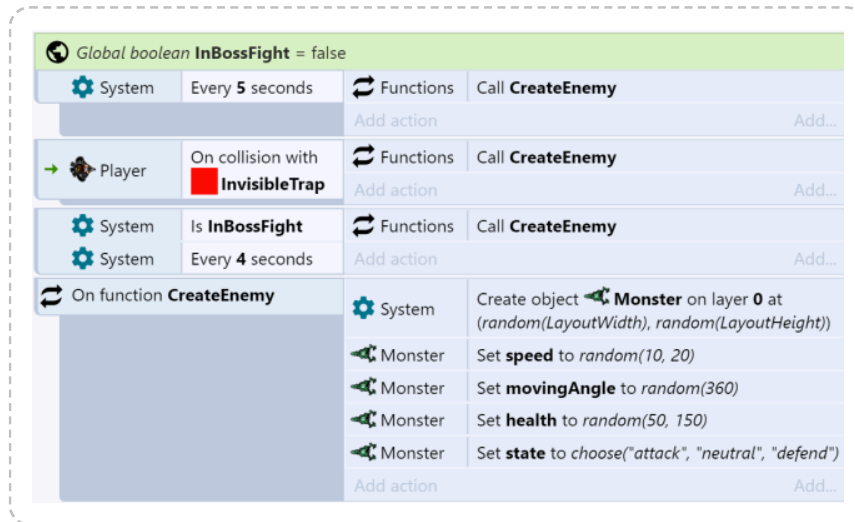 Global boolean InBossFight = false
System Every 5 seconds Functions Call CreateEnemy
Add action Add...
Player On collision with InvisibleTrap Functions Call CreateEnemy
Add action Add...
System Is InBossFight Functions Call CreateEnemy
System Every 4 seconds Add action Add...
On function CreateEnemy
System Create object Monster on layer 0 at
(random(LayoutWidth), random(LayoutHeight))
Monster Set speed to random(10, 20)
Monster Set movingAngle to random(360)
Monster Set health to random(50, 150)
Monster Set state to choose("attack", "neutral", "defend")
Add action Add...